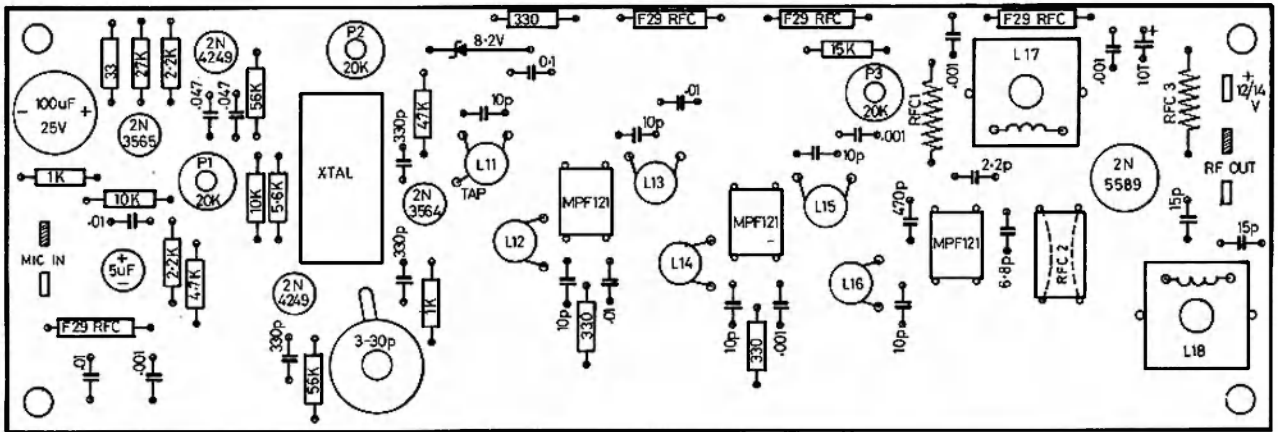 330
F29 RFC
F29 RFC
F29 RFC
33
27K
2·2K
2N
4249
P2
20K
8·2V
0·1
15K
·001
L17
·001
10T
+
RFC 3
+
12/14
V
-
100uF
+
25V
·047
·047
56K
47K
10p
·01
10p
P3
20K
RFC1
2N
3565
XTAL
330p
L11
TAP
L13
10p
·001
1K
10K
P1
20K
10K
5·6K
2N
3564
MPF121
MPF121
-
L15
470p
2·2p
2N
5589
RF OUT
·01
MIC IN
+
5uF
-
2·2K
4·7K
330p
L12
L14
L16
MPF121
6·8p
RFC 2
15p
15p
2N
4249
1K
10p
330
·01
10p
330
·001
10p
F29 RFC
·01
·001
330p
56K
3-30p
L18